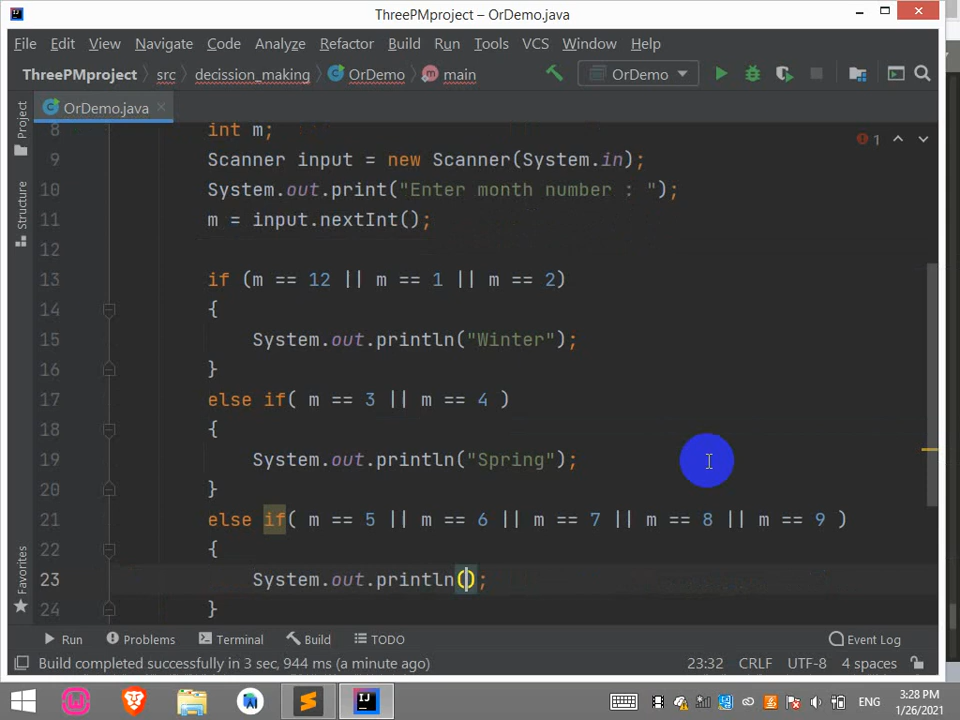 ThreePMproject – OrDemo.java
File Edit View Navigate Code Analyze Refactor Build Run Tools VCS Window Help
ThreePMproject src decission_making OrDemo main OrDemo
OrDemo.java
Project
Structure
Favorites
1
8 int m;
9 Scanner input = new Scanner(System.in);
10 System.out.print("Enter month number : ");
11 m = input.nextInt();
12
13 if (m == 12 || m == 1 || m == 2)
14 {
15 System.out.println("Winter");
16 }
17 else if( m == 3 || m == 4 )
18 {
19 System.out.println("Spring");
20 }
21 else if( m == 5 || m == 6 || m == 7 || m == 8 || m == 9 )
22 {
23 System.out.println();
24 }
Run Problems Terminal Build TODO Event Log
Build completed successfully in 3 sec, 944 ms (a minute ago) 23:32 CRLF UTF-8 4 spaces
ENG 3:28 PM
1/26/2021